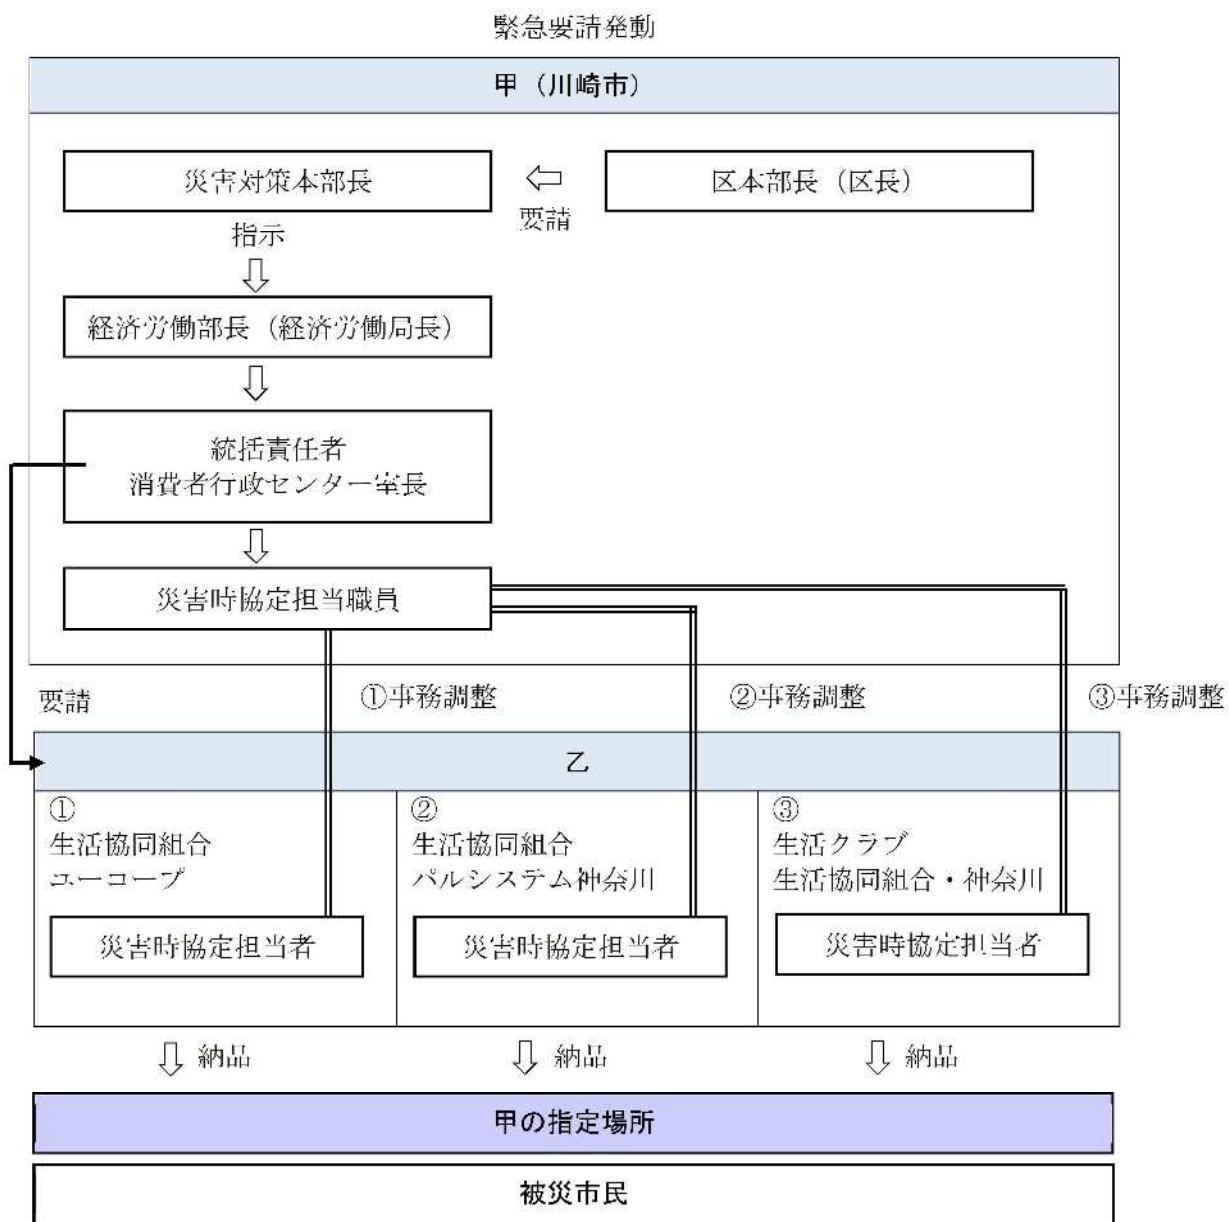 緊急要請発動
甲（川崎市）
災害対策本部長
区本部長（区長）
要請
指示
経済労働部長（経済労働局長）
統括責任者
消費者行政センター室長
災害時協定担当職員
要請
①事務調整
②事務調整
③事務調整
乙
①
生活協同組合
ユーコープ
災害時協定担当者
②
生活協同組合
パルシステム神奈川
災害時協定担当者
③
生活クラブ
生活協同組合・神奈川
災害時協定担当者
納品
納品
納品
甲の指定場所
被災市民